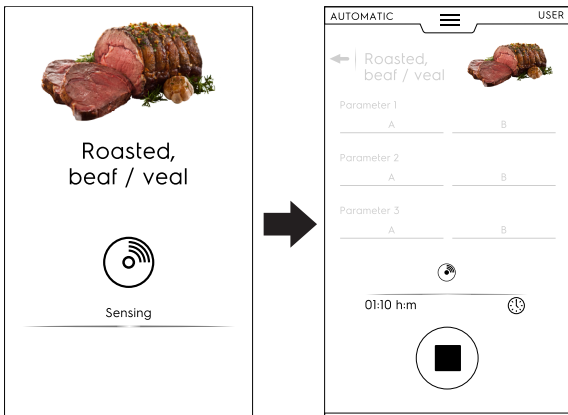 Roasted,
beaf / veal
Sensing
AUTOMATIC
USER
Roasted,
beaf / veal
Parameter 1
A B
Parameter 2
A B
Parameter 3
A B
01:10 h:m